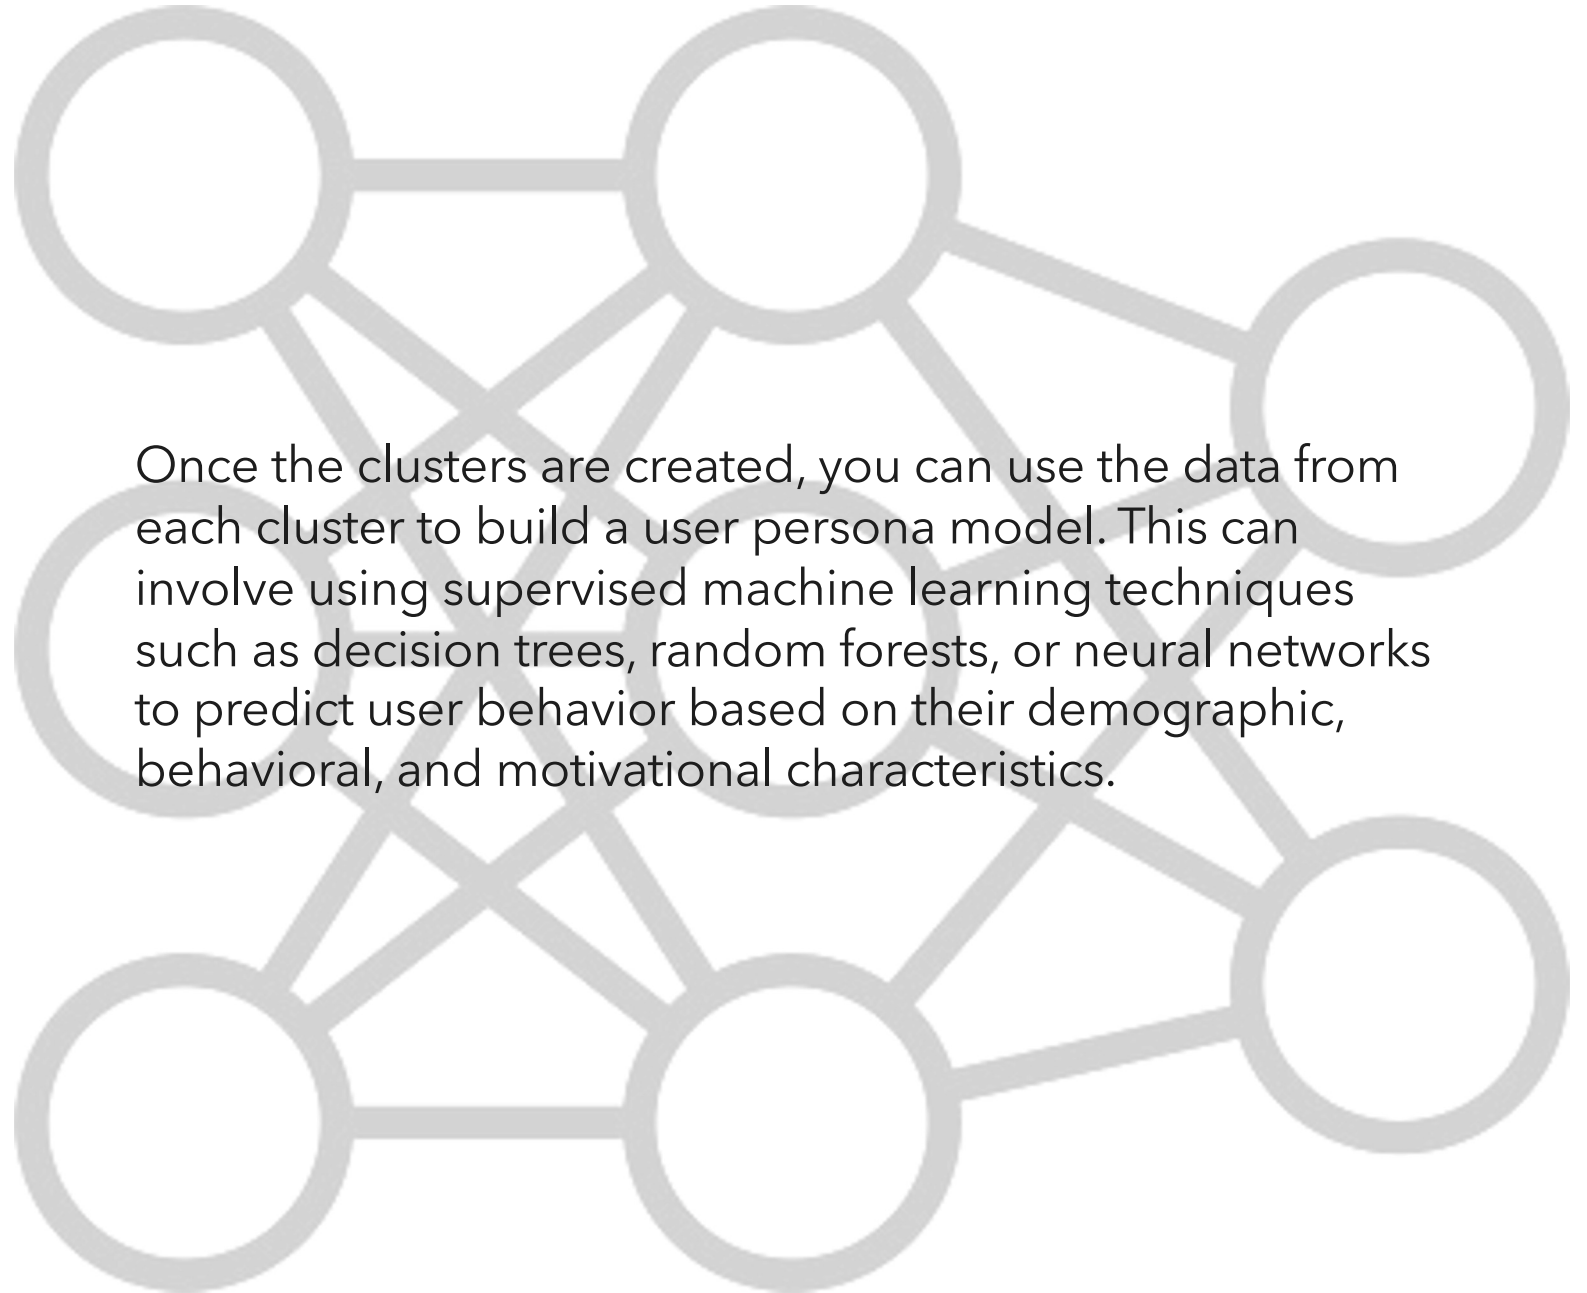 Once the clusters are created, you can use the data from
each cluster to build a user persona model. This can
involve using supervised machine learning techniques
such as decision trees, random forests, or neural networks
to predict user behavior based on their demographic,
behavioral, and motivational characteristics.